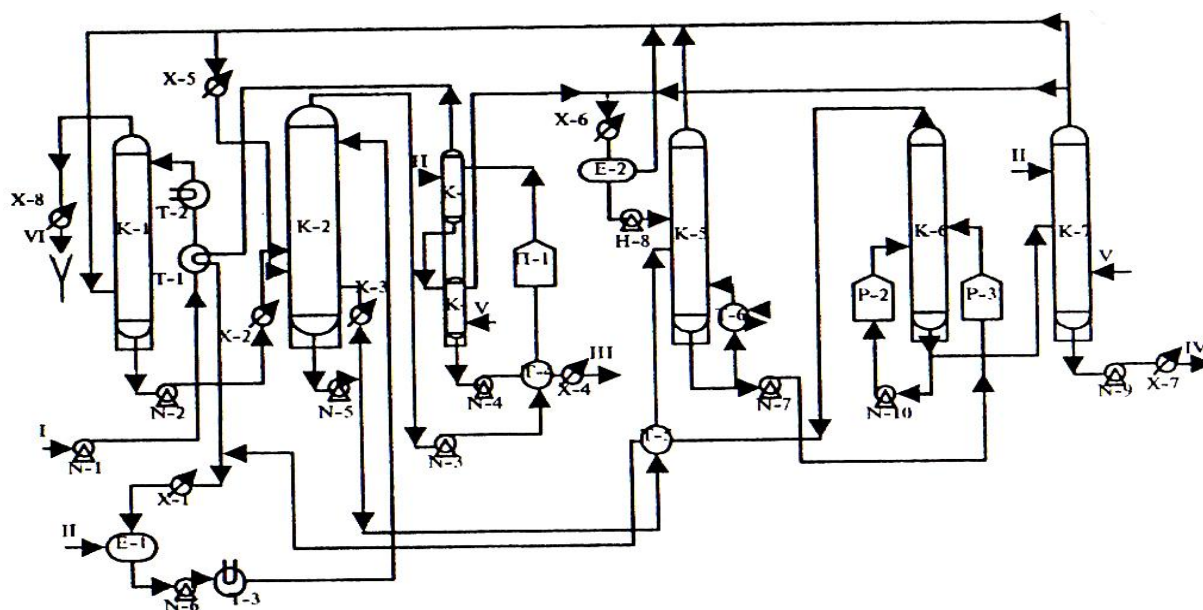 X-5
X-6
II
II
E-2
X-8
T-2
K-1
K-2
K-
VI
Н-8
K-5
K-6
K-7
T-1
П-1
V
X-3
P-2
P-3
X-2
K-
V
III
IV
X-4
N-2
N-5
N-4
N-7
N-10
N-9
X-7
I
N-1
N-3
X-1
II
E-1
N-6